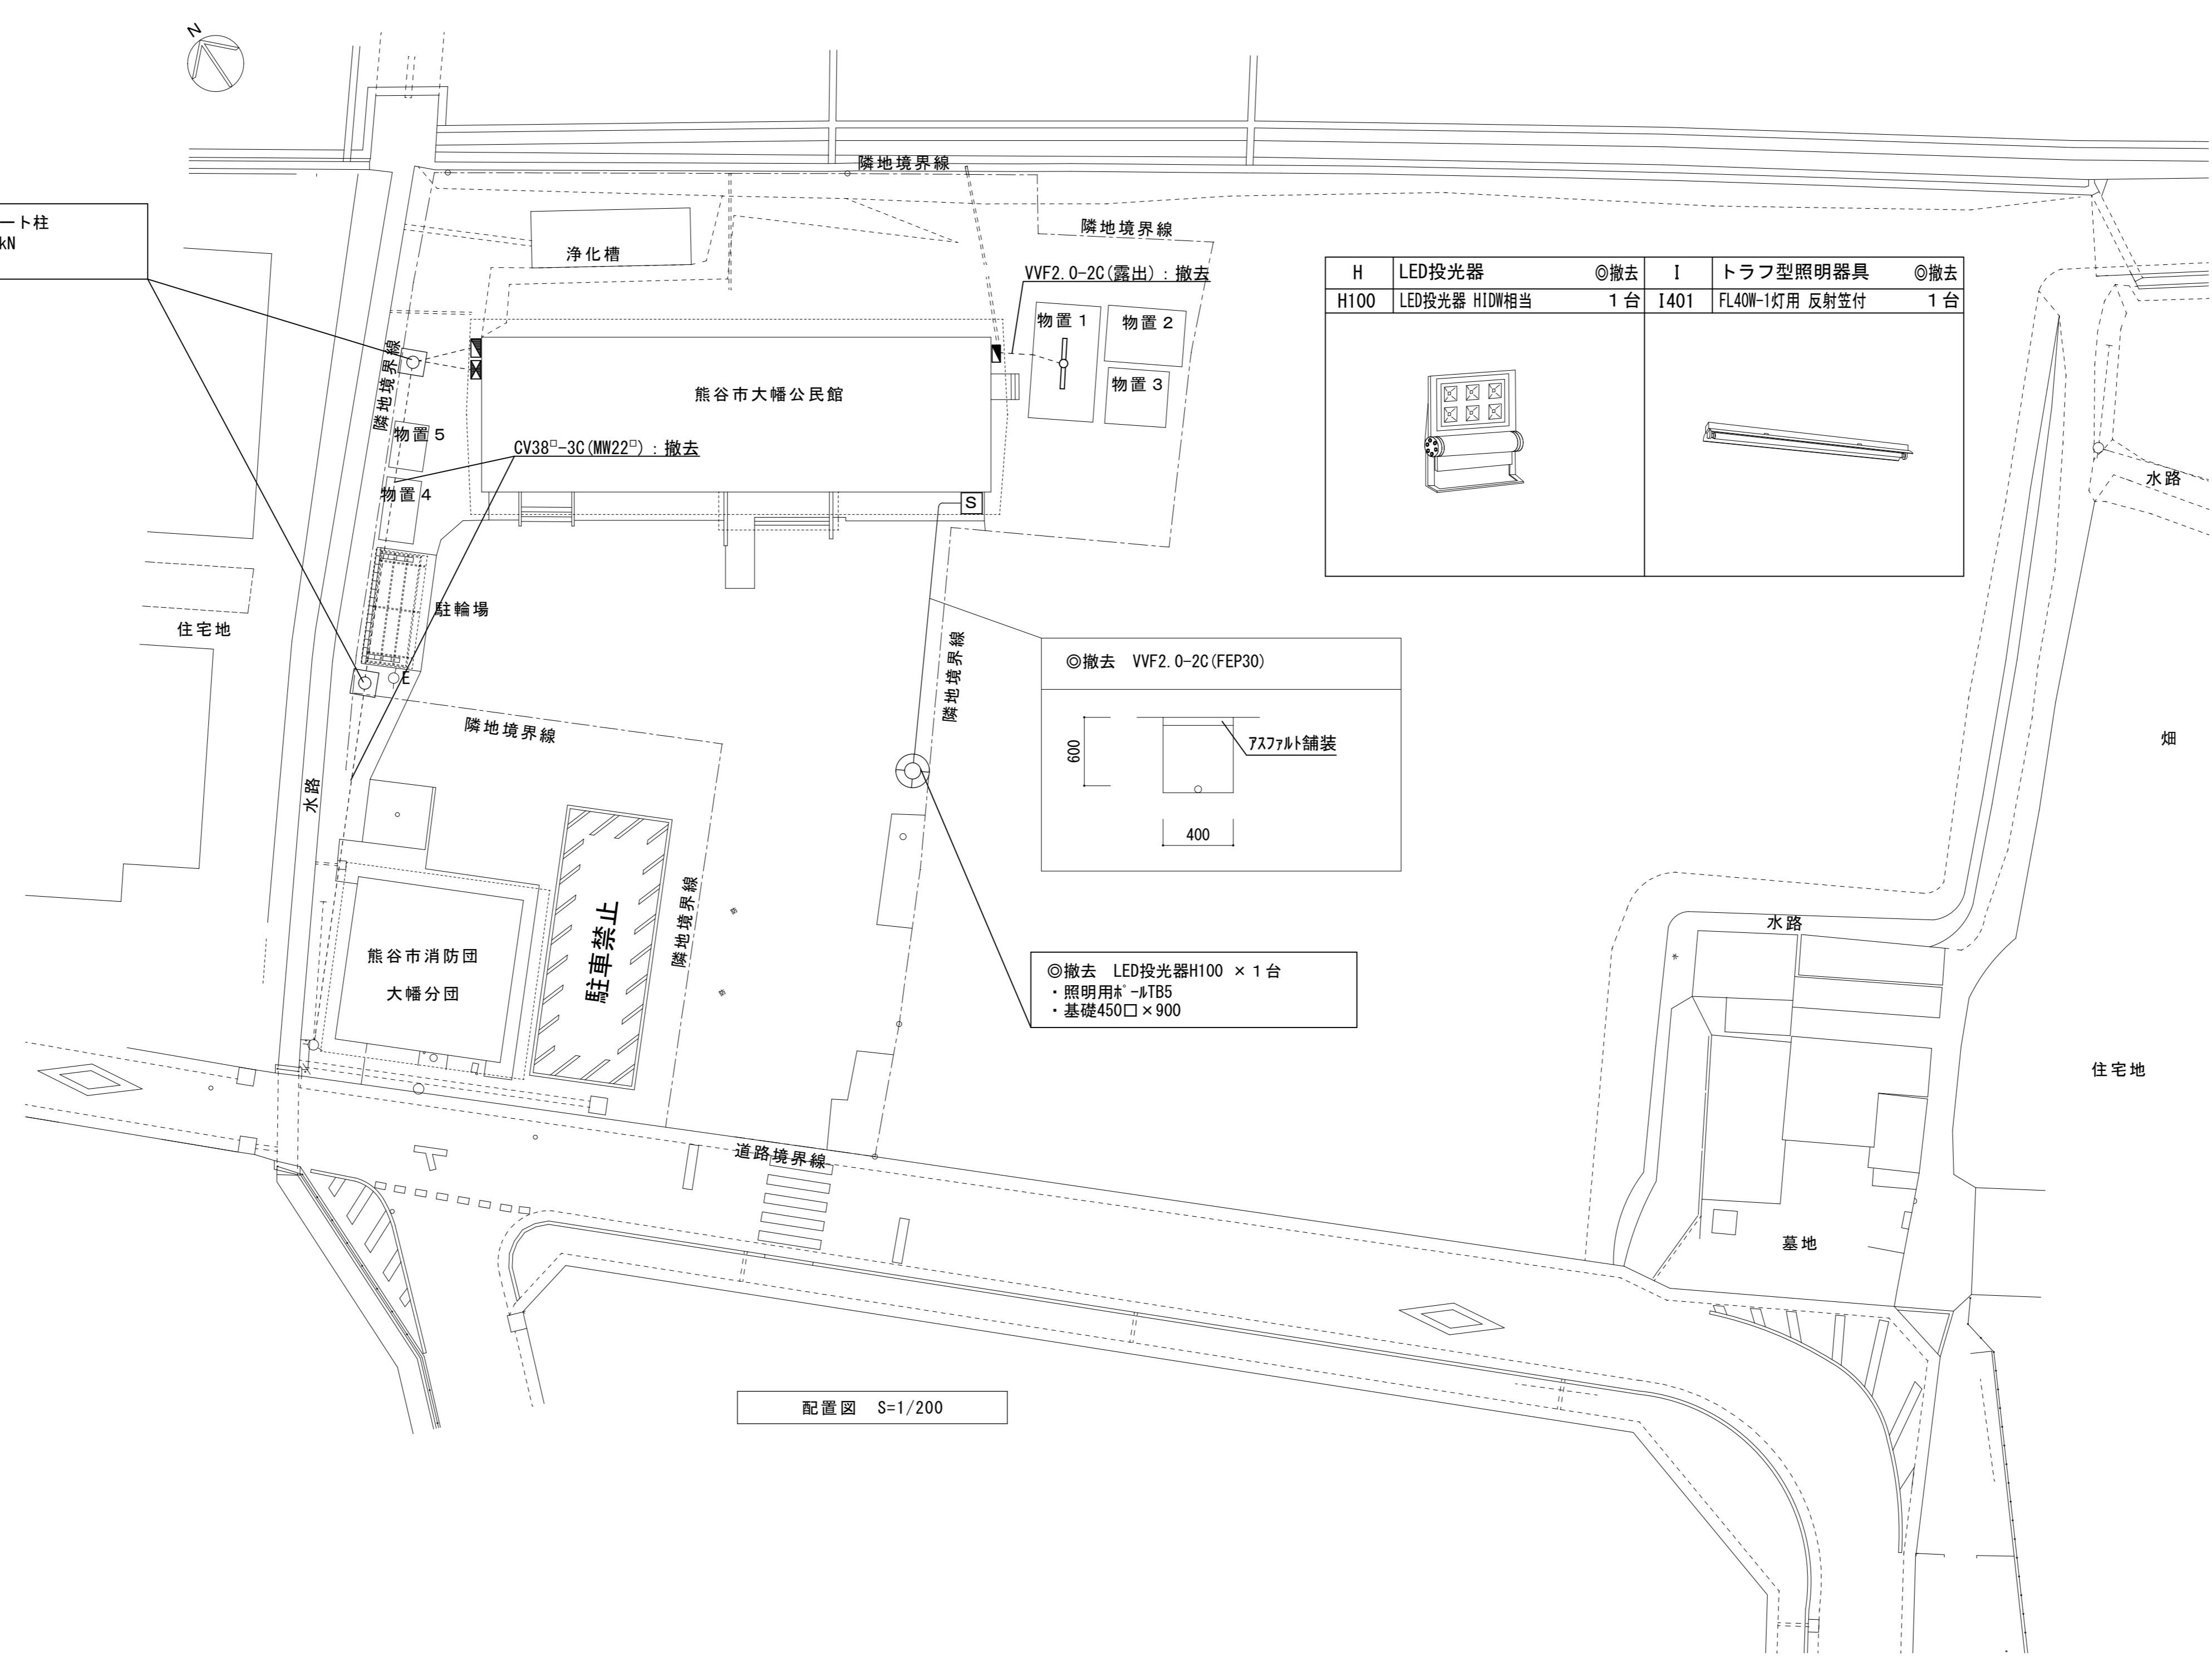 N
隣地境界線
ート柱
kN
隣地境界線
浄化槽
VVF2.0-2C(露出)：撤去
物置１
物置２
物置３
H LED投光器 ◎撤去 I トラフ型照明器具 ◎撤去
H100 LED投光器 HIDW相当 １台 I401 FL40W-1灯用 反射笠付 １台
隣地境界線
熊谷市大幡公民館
物置５
CV38□-3C(MW22□)：撤去
物置４
S
水路
駐輪場
住宅地
E
隣地境界線
◎撤去 VVF2.0-2C(FEP30)
600
ｱｽﾌｧﾙﾄ舗装
400
隣地境界線
畑
水路
隣地境界線
駐車禁止
熊谷市消防団
大幡分団
水路
◎撤去 LED投光器H100 ×１台
・照明用ﾎﾟｰﾙTB5
・基礎450□×900
住宅地
道路境界線
墓地
配置図 S=1/200